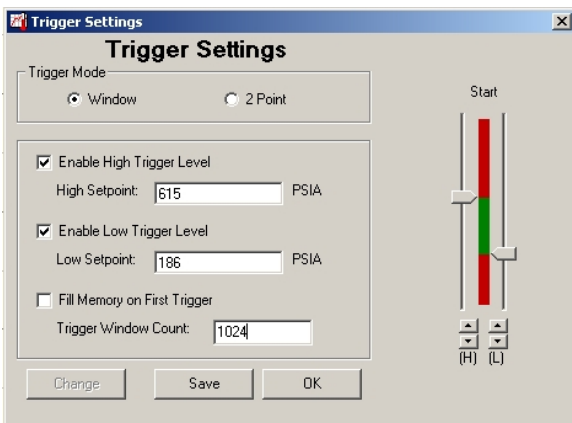 Trigger Settings
Trigger Settings
Trigger Mode
Window 2 Point
Start
Enable High Trigger Level
High Setpoint: 615 PSIA
Enable Low Trigger Level
Low Setpoint: 186 PSIA
Fill Memory on First Trigger
Trigger Window Count: 1024
(H) (L)
Change Save OK